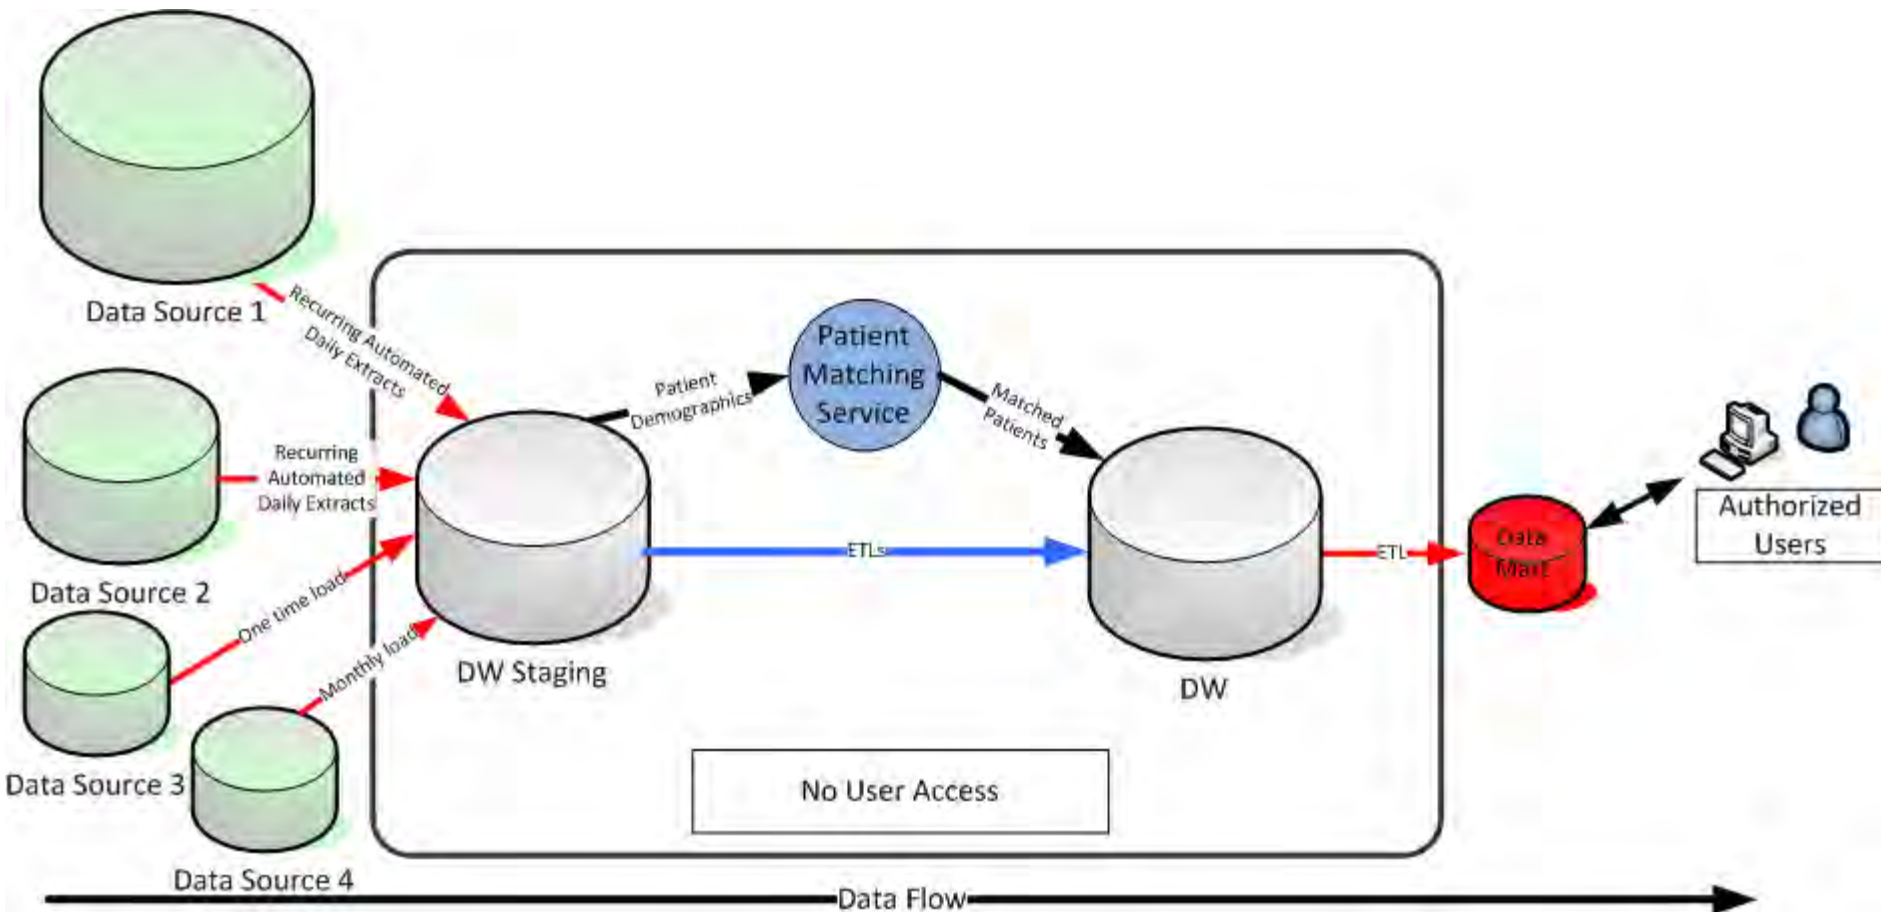 Data Source 1
Recurring Automated
Daily Extracts
Data Source 2
Recurring
Automated
Daily Extracts
Data Source 3
One time load
Data Source 4
Monthly load
DW Staging
Patient
Demographics
Patient
Matching
Service
Matched
Patients
ETLs
DW
No User Access
ETL
Data
Mart
Authorized
Users
Data Flow